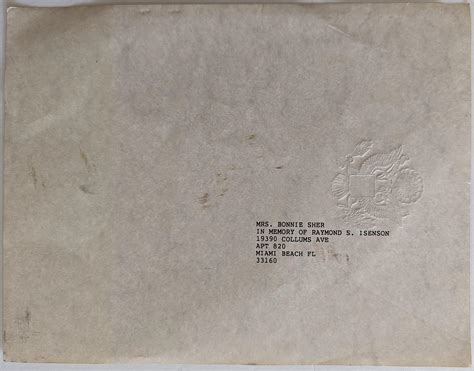 MRS. BONNIE SHER
IN MEMORY OF RAYMOND S. ISENSON
19390 COLLUMS AVE
APT 820
MIAMI BEACH FL
33160